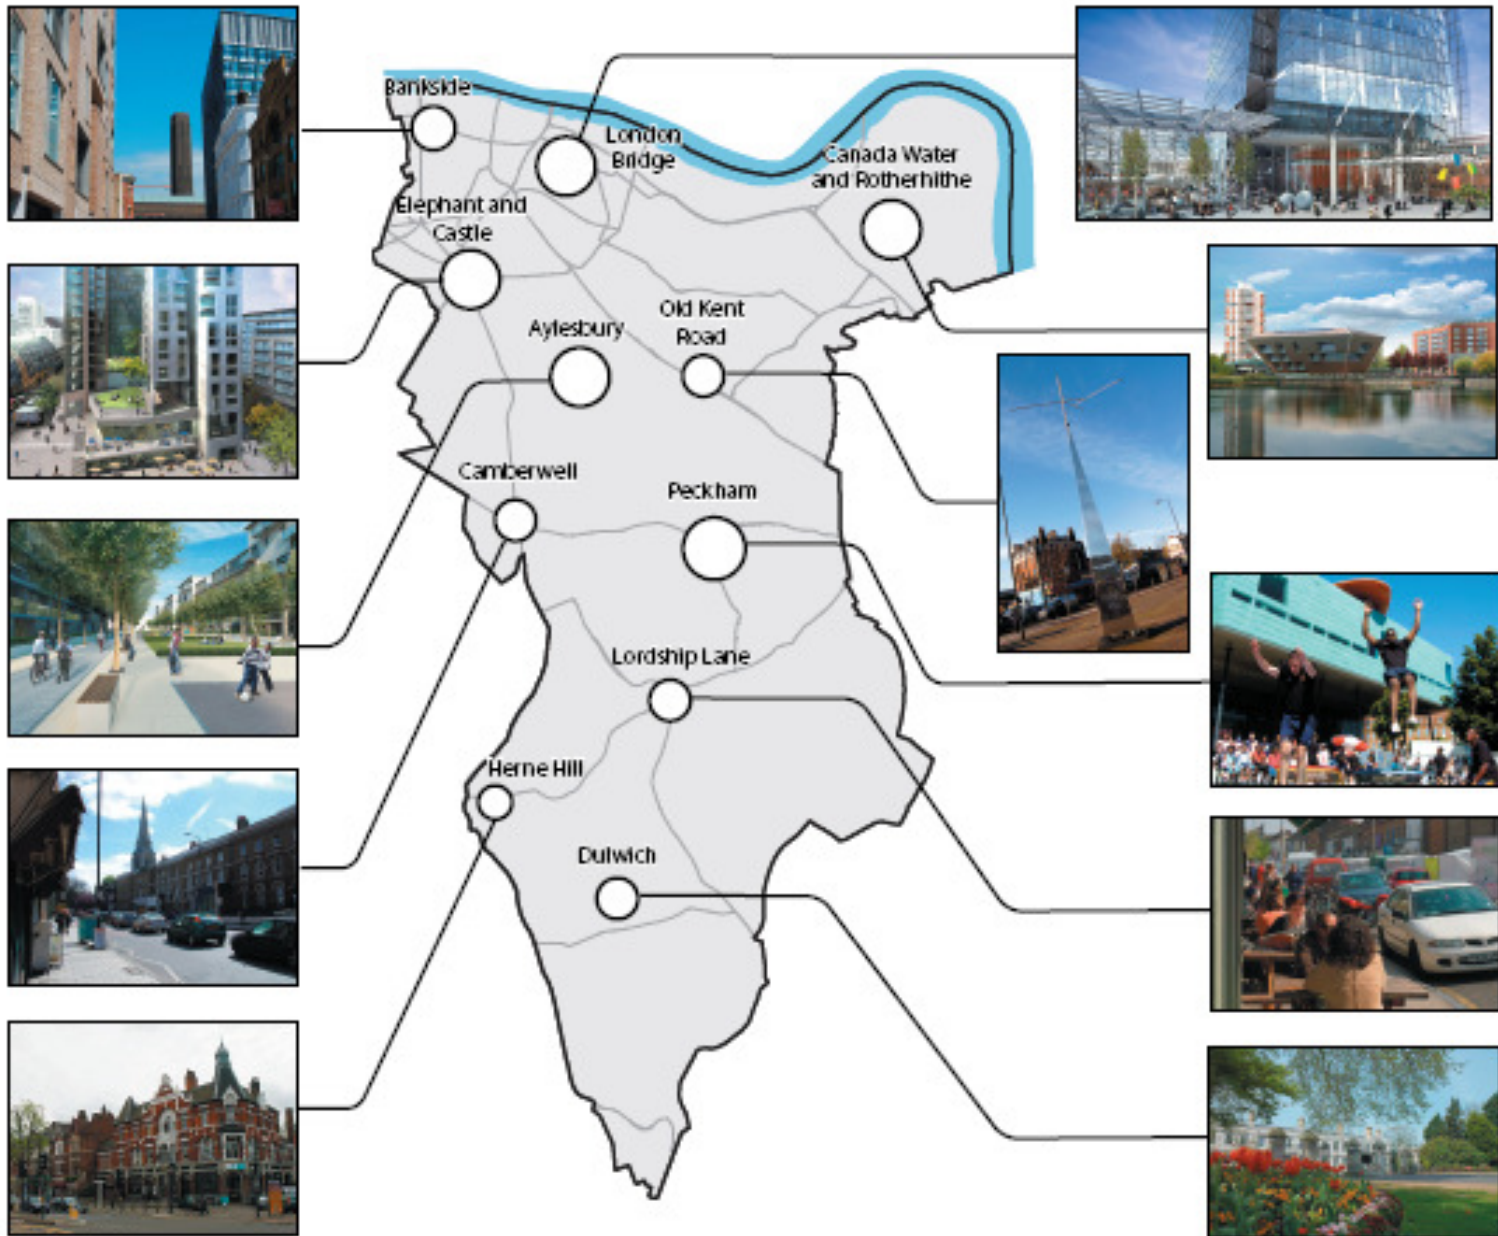 Bankside
London
Bridge
Canada Water
and Rotherhithe
Elephant and
Castle
Old Kent
Road
Aylesbury
Camberwell
Peckham
Lordship Lane
Herne Hill
Dulwich